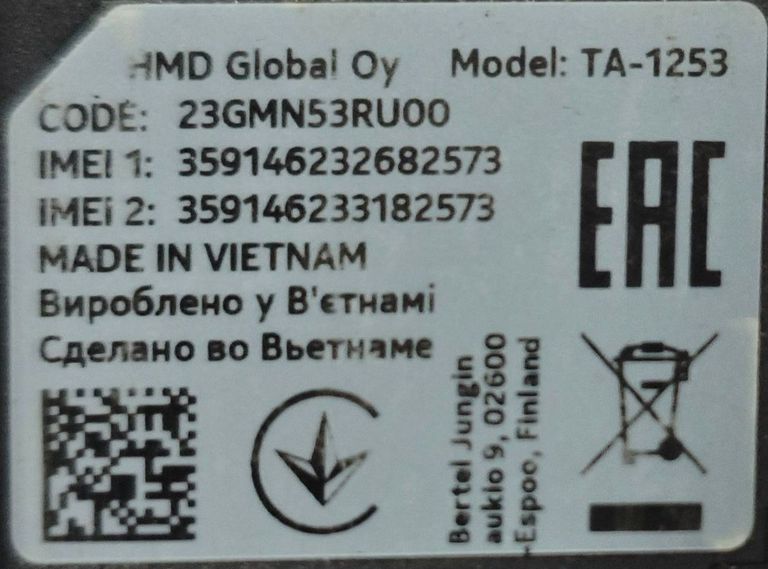 HMD Global Oy Model: TA-1253
CODE: 23GMN53RU00
IMEI 1: 359146232682573
IMEI 2: 359146233182573
MADE IN VIETNAM
Вироблено у В'єтнамі
Сделано во Вьетнаме
EAC
Bertel Jungin
aukio 9, 02600
Espoo, Finland